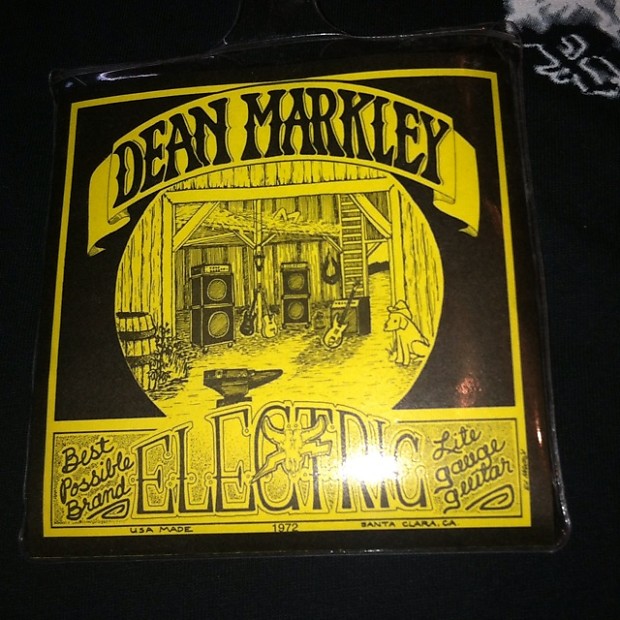 DEAN MARKLEY
Best
Possible
Brand
ELECTRIC
Lite
gauge
guitar
USA MADE
1972
SANTA CLARA, CA.